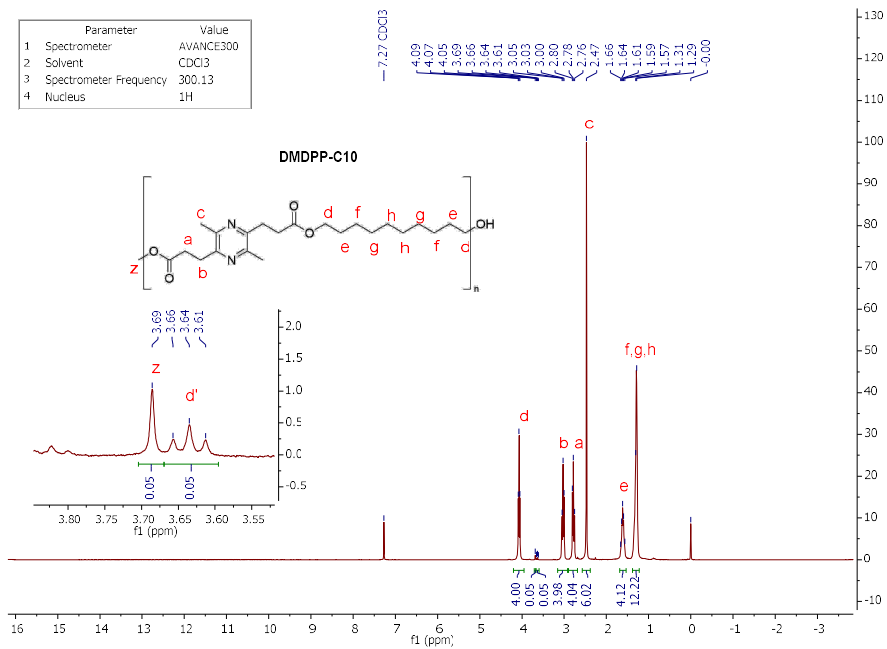 Parameter Value
1 Spectrometer AVANCE300
2 Solvent CDCl3
3 Spectrometer Frequency 300.13
4 Nucleus 1H
7.27 CDCl3
4.09
4.07
4.05
3.69
3.66
3.64
3.61
3.05
3.03
3.00
2.80
2.78
2.76
2.47
1.66
1.64
1.61
1.59
1.57
1.31
1.29
-0.00
DMDPP-C10
c
N
O
d
f
h
g
e
OH
O
e
g
h
f
d
a
O
z
O
b
N
n
3.69
3.66
3.64
3.61
z
d'
2.0
1.5
1.0
0.5
0.0
-0.5
0.05
0.05
3.80 3.75 3.70 3.65 3.60 3.55
f1 (ppm)
c
f,g,h
d
b a
e
4.00
0.05
0.05
3.98
4.04
6.02
4.12
12.22
130
120
110
100
90
80
70
60
50
40
30
20
10
0
-10
16 15 14 13 12 11 10 9 8 7 6 5 4 3 2 1 0 -1 -2 -3
f1 (ppm)